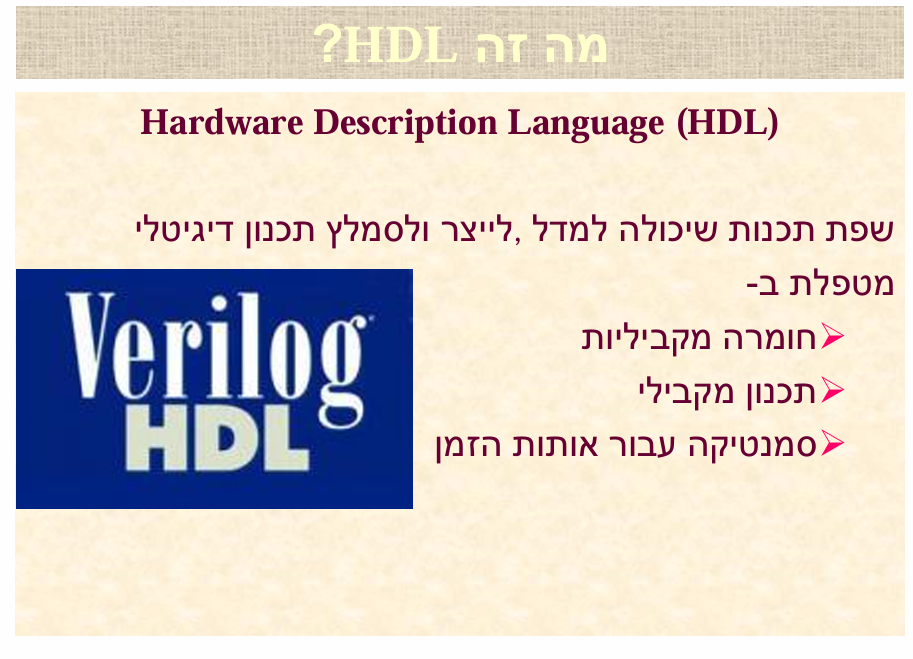 מה זה HDL?
Hardware Description Language (HDL)
שפת תכנות שיכולה למדל ,לייצר ולסמלץ תכנון דיגיטלי
מטפלת ב-
חומרה מקביליות
תכנון מקבילי
סמנטיקה עבור אותות הזמן
Verilog
HDL